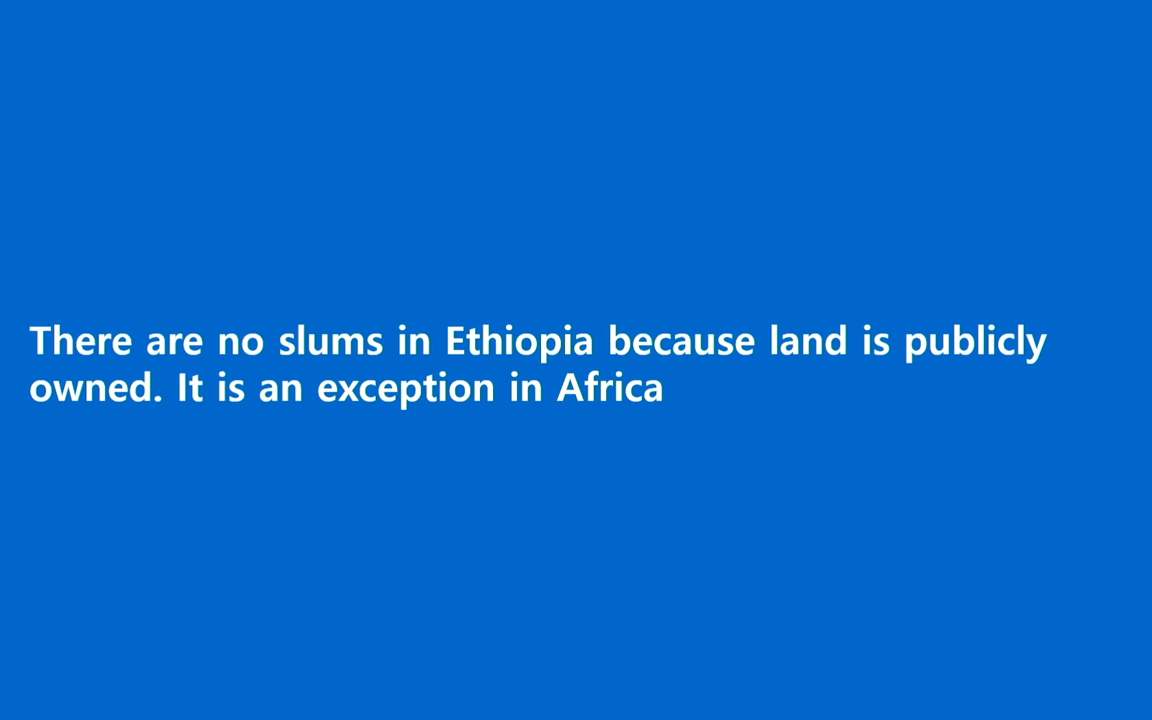 There are no slums in Ethiopia because land is publicly
owned. It is an exception in Africa